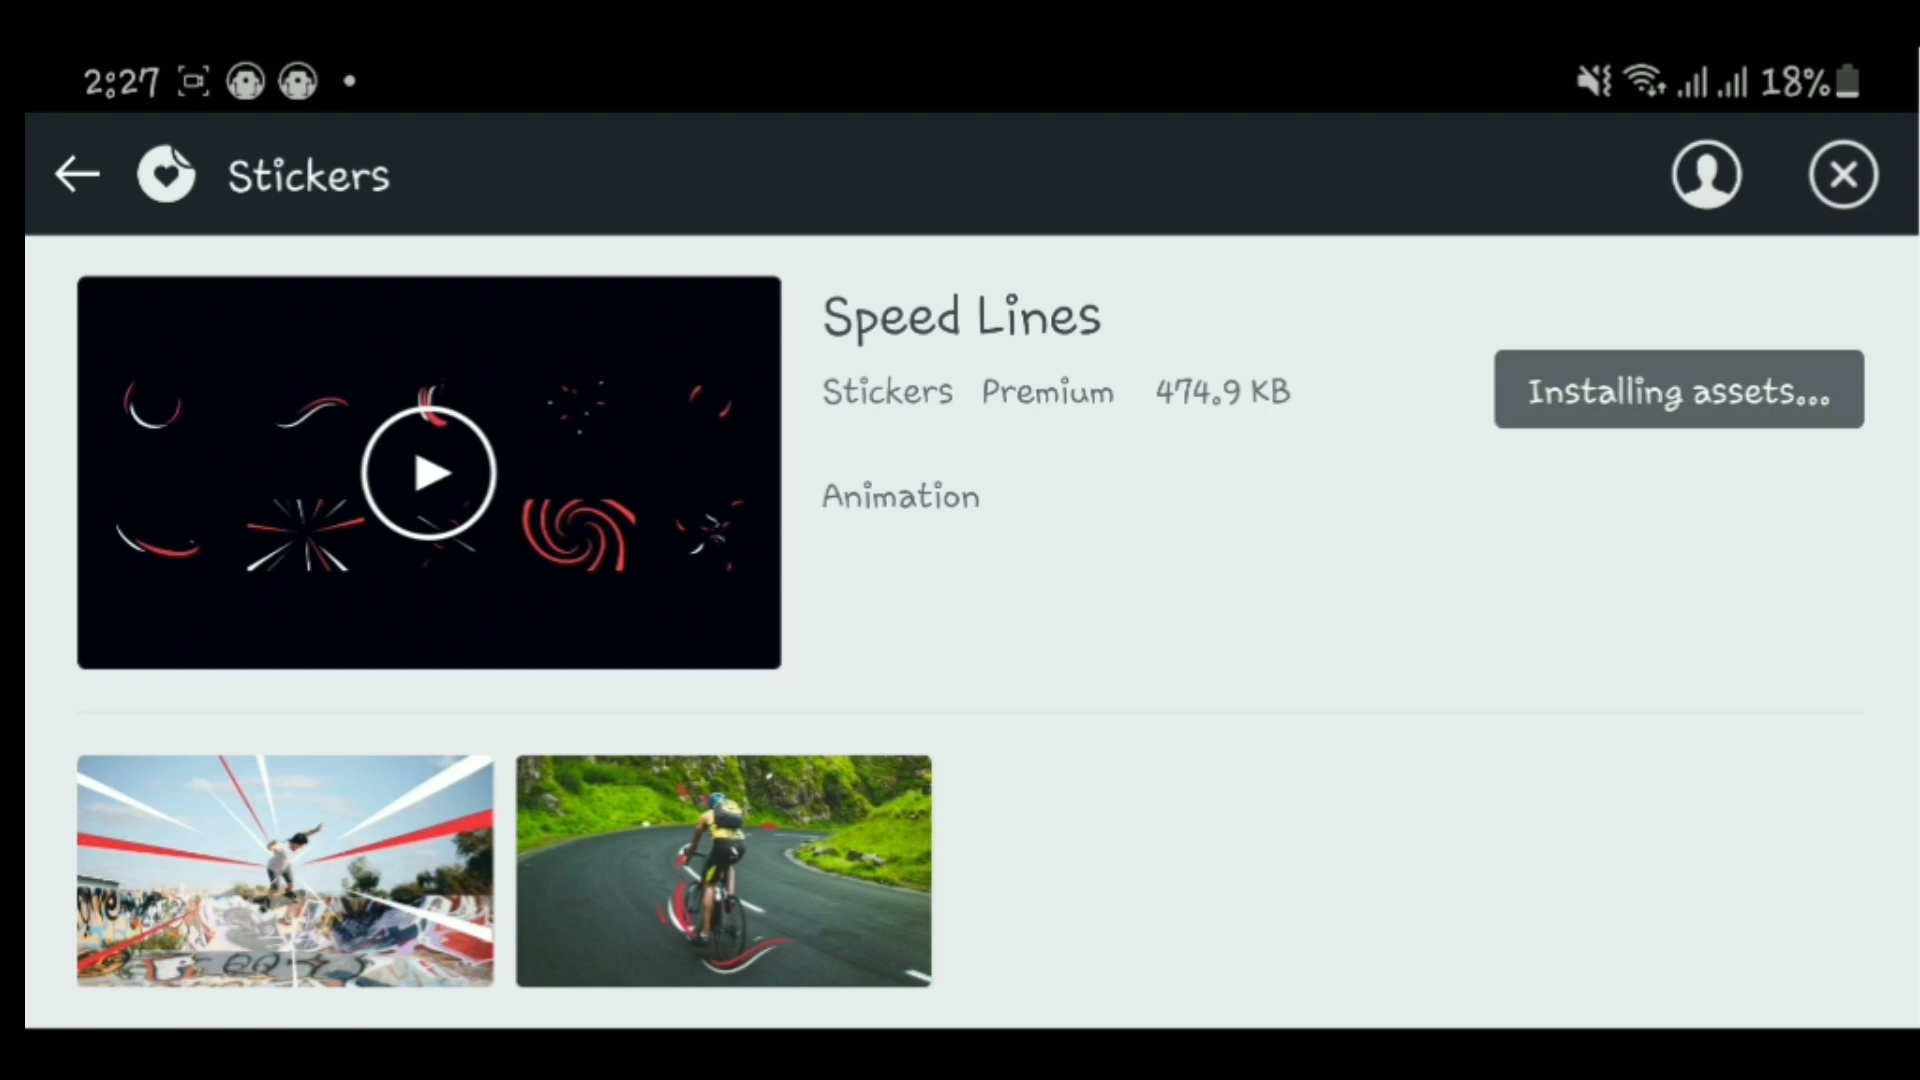 2:27
18%
Stickers
Speed Lines
Stickers Premium 474.9 KB
Installing assets...
Animation